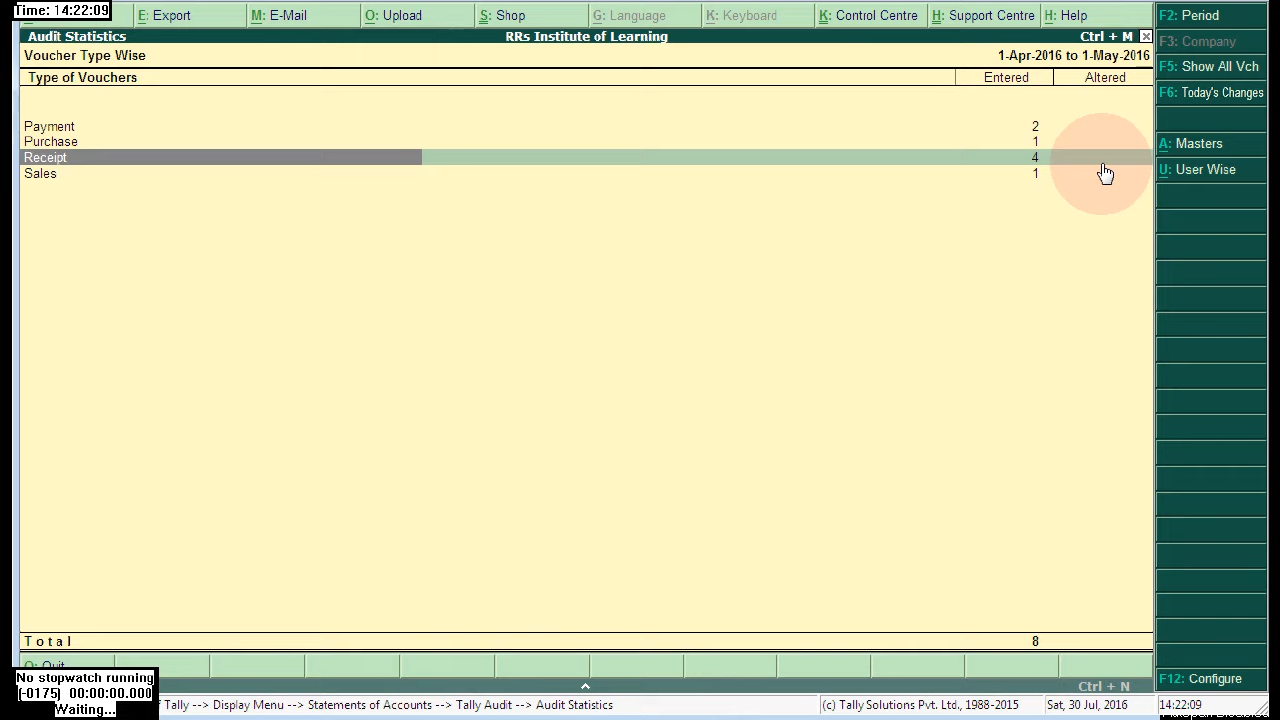 Time: 14:22:09
E: Export M: E-Mail O: Upload S: Shop G: Language K: Keyboard K: Control Centre H: Support Centre H: Help
F2: Period
Audit Statistics RRs Institute of Learning Ctrl + M
F3: Company
Voucher Type Wise 1-Apr-2016 to 1-May-2016
F5: Show All Vch
Type of Vouchers Entered Altered
F6: Today's Changes
Payment 2
Purchase 1
A: Masters
Receipt 4
Sales 1
U: User Wise
Total 8
Q: Quit
No stopwatch running
[-0175] 00:00:00.000
Waiting...
F12: Configure
Ctrl + N
of Tally --> Display Menu --> Statements of Accounts --> Tally Audit --> Audit Statistics (c) Tally Solutions Pvt. Ltd., 1988-2015 Sat, 30 Jul, 2016 14:22:09